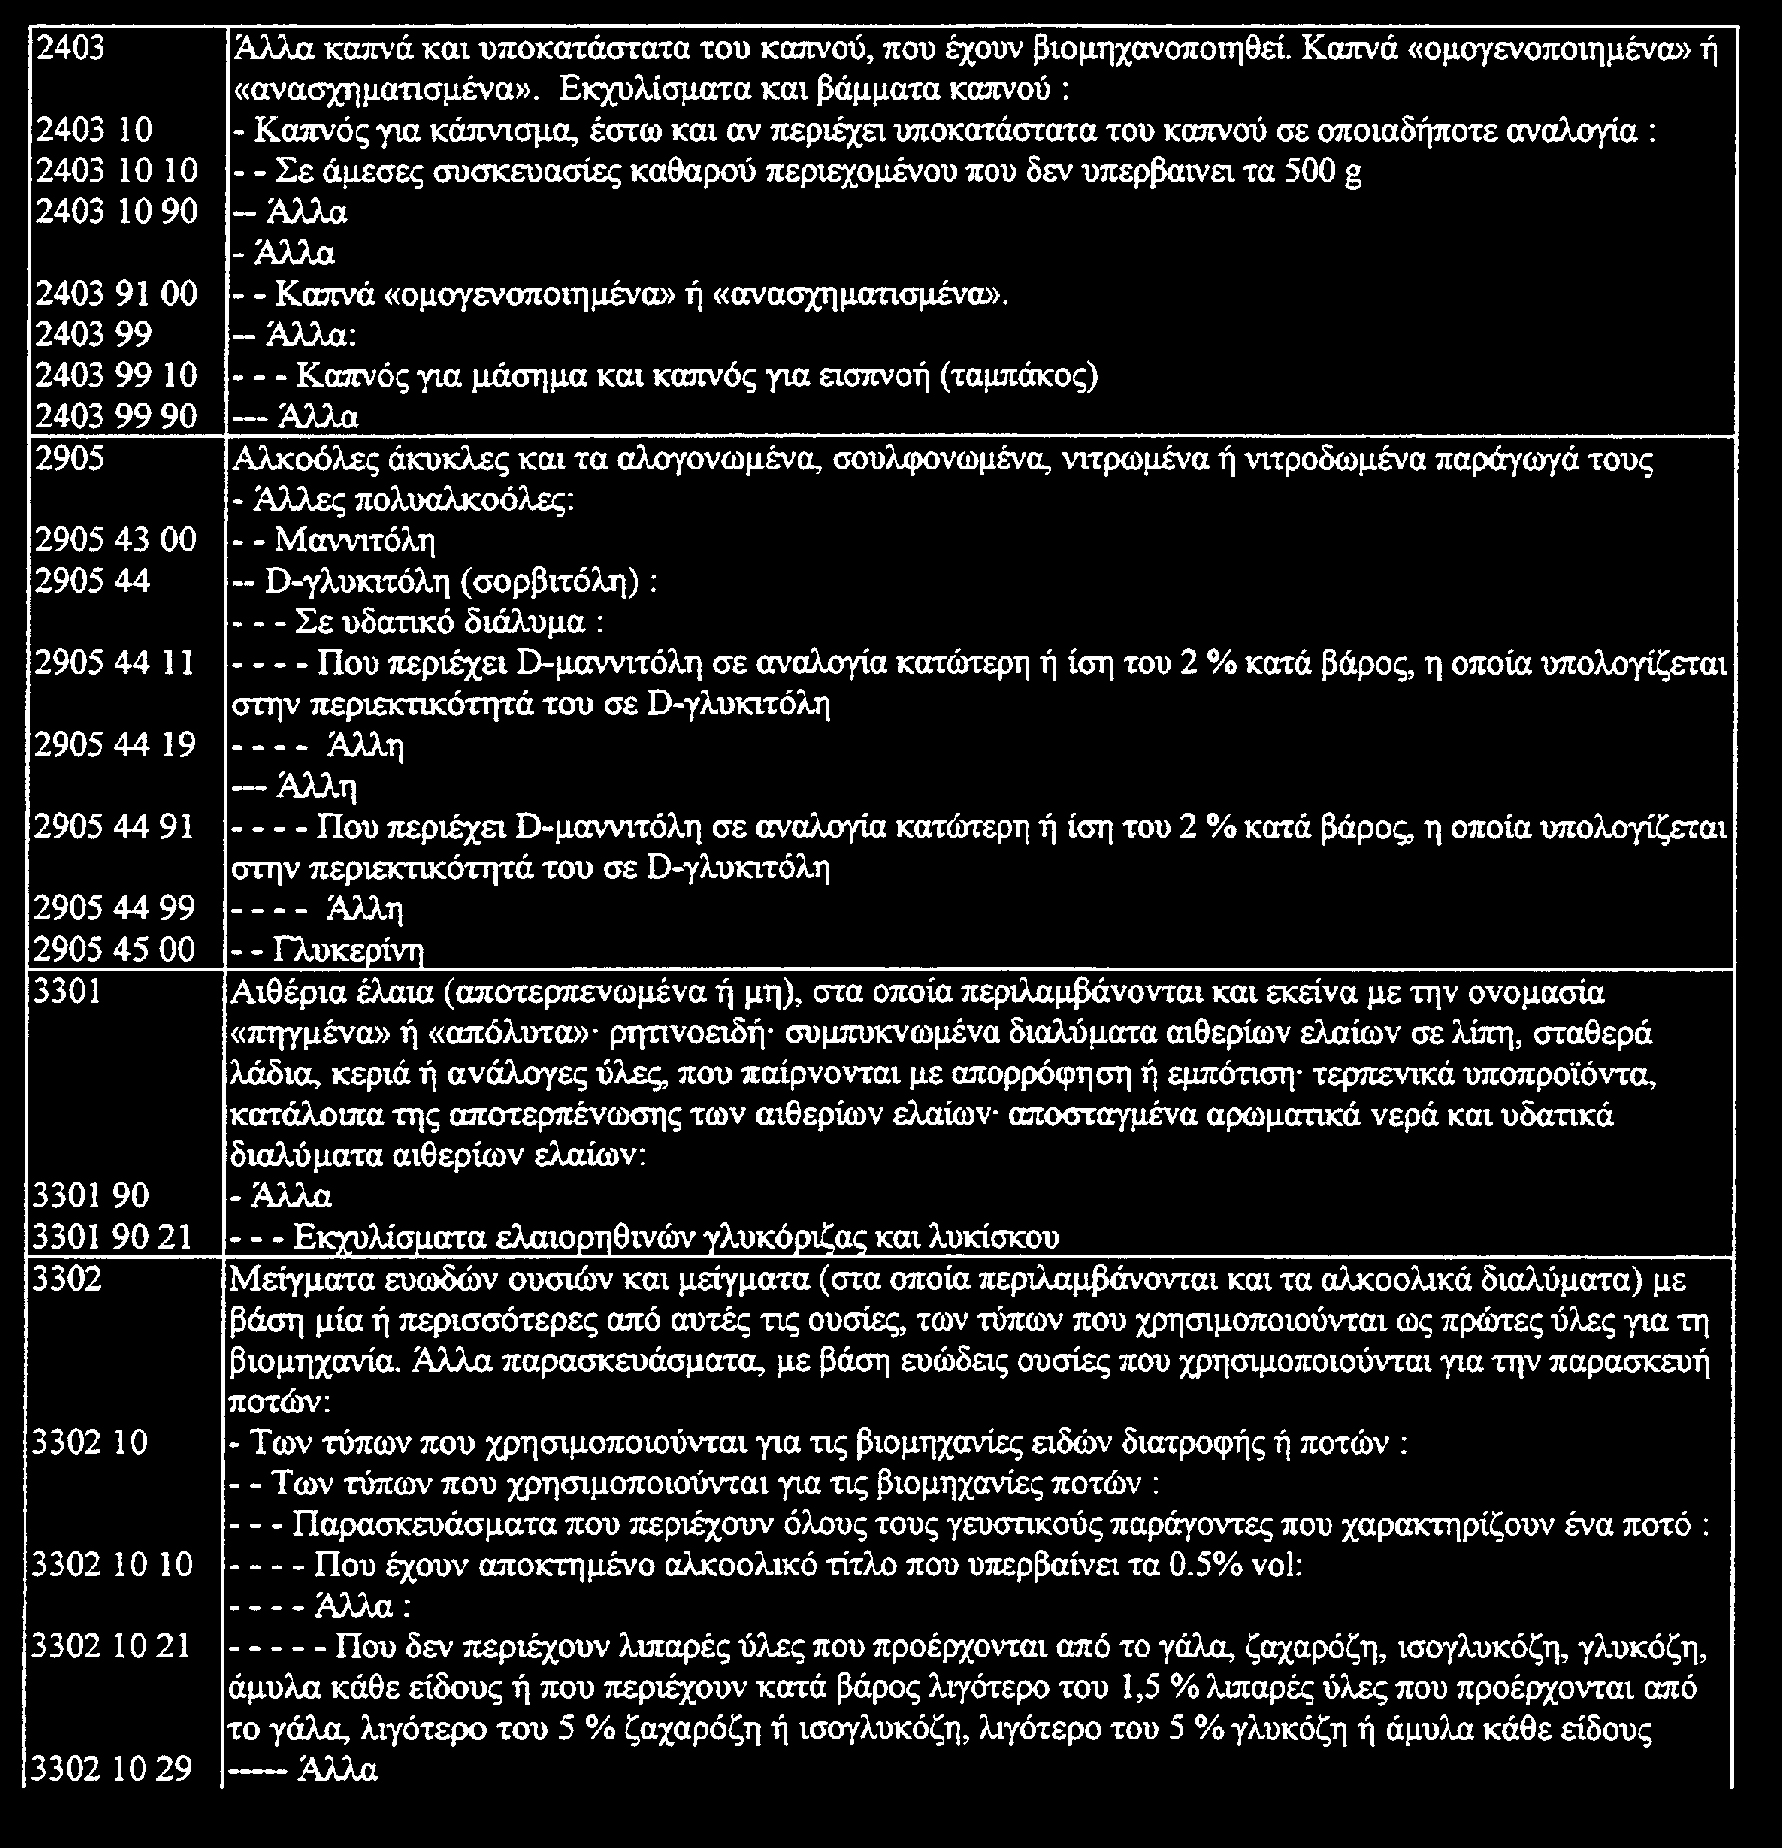 2403 Άλλα καπνά και υποκατάστατα του καπνού, που έχουν βιομηχανοποιηθεί. Καπνά «ομογενοποιημένα» ή
«ανασχηματισμένα». Εκχυλίσματα και βάμματα καπνού :
2403 10 - Καπνός για κάπνισμα, έστω και αν περιέχει υποκατάστατα του καπνού σε οποιαδήποτε αναλογία :
2403 10 10 - - Σε άμεσες συσκευασίες καθαρού περιεχομένου που δεν υπερβαινει τα 500 g
2403 10 90 -- Άλλα
- Άλλα
2403 91 00 - - Καπνά «ομογενοποιημένα» ή «ανασχηματισμένα».
2403 99 -- Άλλα:
2403 99 10 - - - Καπνός για μάσημα και καπνός για εισπνοή (ταμπάκος)
2403 99 90 --- Άλλα
2905 Αλκοόλες άκυκλες και τα αλογονωμένα, σουλφονωμένα, νιτρωμένα ή νιτροδωμένα παράγωγά τους
- Άλλες πολυαλκοόλες:
2905 43 00 - - Μαννιτόλη
2905 44 -- D-γλυκιτόλη (σορβιτόλη) :
- - - Σε υδατικό διάλυμα :
2905 44 11 - - - - Που περιέχει D-μαννιτόλη σε αναλογία κατώτερη ή ίση του 2 % κατά βάρος, η οποία υπολογίζεται
στην περιεκτικότητά του σε D-γλυκιτόλη
2905 44 19 - - - - Άλλη
--- Άλλη
2905 44 91 - - - - Που περιέχει D-μαννιτόλη σε αναλογία κατώτερη ή ίση του 2 % κατά βάρος, η οποία υπολογίζεται
στην περιεκτικότητά του σε D-γλυκιτόλη
2905 44 99 - - - - Άλλη
2905 45 00 - - Γλυκερίνη
3301 Αιθέρια έλαια (αποτερπενωμένα ή μη), στα οποία περιλαμβάνονται και εκείνα με την ονομασία
«πηγμένα» ή «απόλυτα»· ρητινοειδή· συμπυκνωμένα διαλύματα αιθερίων ελαίων σε λίπη, σταθερά
λάδια, κεριά ή ανάλογες ύλες, που παίρνονται με απορρόφηση ή εμπότιση· τερπενικά υποπροϊόντα,
κατάλοιπα της αποτερπένωσης των αιθερίων ελαίων· αποσταγμένα αρωματικά νερά και υδατικά
διαλύματα αιθερίων ελαίων:
3301 90 - Άλλα
3301 90 21 - - - Εκχυλίσματα ελαιορηθινών γλυκόριζας και λυκίσκου
3302 Μείγματα ευωδών ουσιών και μείγματα (στα οποία περιλαμβάνονται και τα αλκοολικά διαλύματα) με
βάση μία ή περισσότερες από αυτές τις ουσίες, των τύπων που χρησιμοποιούνται ως πρώτες ύλες για τη
βιομηχανία. Άλλα παρασκευάσματα, με βάση ευώδεις ουσίες που χρησιμοποιούνται για την παρασκευή
ποτών:
3302 10 - Των τύπων που χρησιμοποιούνται για τις βιομηχανίες ειδών διατροφής ή ποτών :
- - Των τύπων που χρησιμοποιούνται για τις βιομηχανίες ποτών :
- - - Παρασκευάσματα που περιέχουν όλους τους γευστικούς παράγοντες που χαρακτηρίζουν ένα ποτό :
3302 10 10 - - - - Που έχουν αποκτημένο αλκοολικό τίτλο που υπερβαίνει τα 0.5% vol:
- - - - Άλλα :
3302 10 21 - - - - - Που δεν περιέχουν λιπαρές ύλες που προέρχονται από το γάλα, ζαχαρόζη, ισογλυκόζη, γλυκόζη,
άμυλα κάθε είδους ή που περιέχουν κατά βάρος λιγότερο του 1,5 % λιπαρές ύλες που προέρχονται από
το γάλα, λιγότερο του 5 % ζαχαρόζη ή ισογλυκόζη, λιγότερο του 5 % γλυκόζη ή άμυλα κάθε είδους
3302 10 29 ----- Άλλα